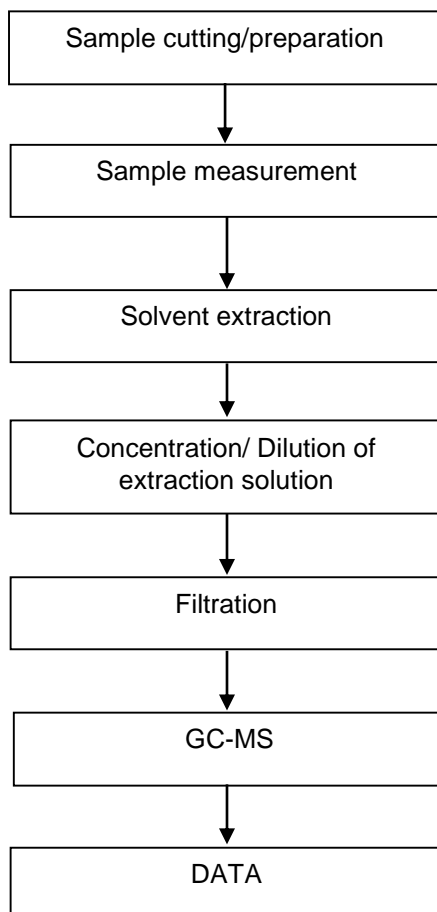 Sample cutting/preparation
Sample measurement
Solvent extraction
Concentration/ Dilution of
extraction solution
Filtration
GC-MS
DATA